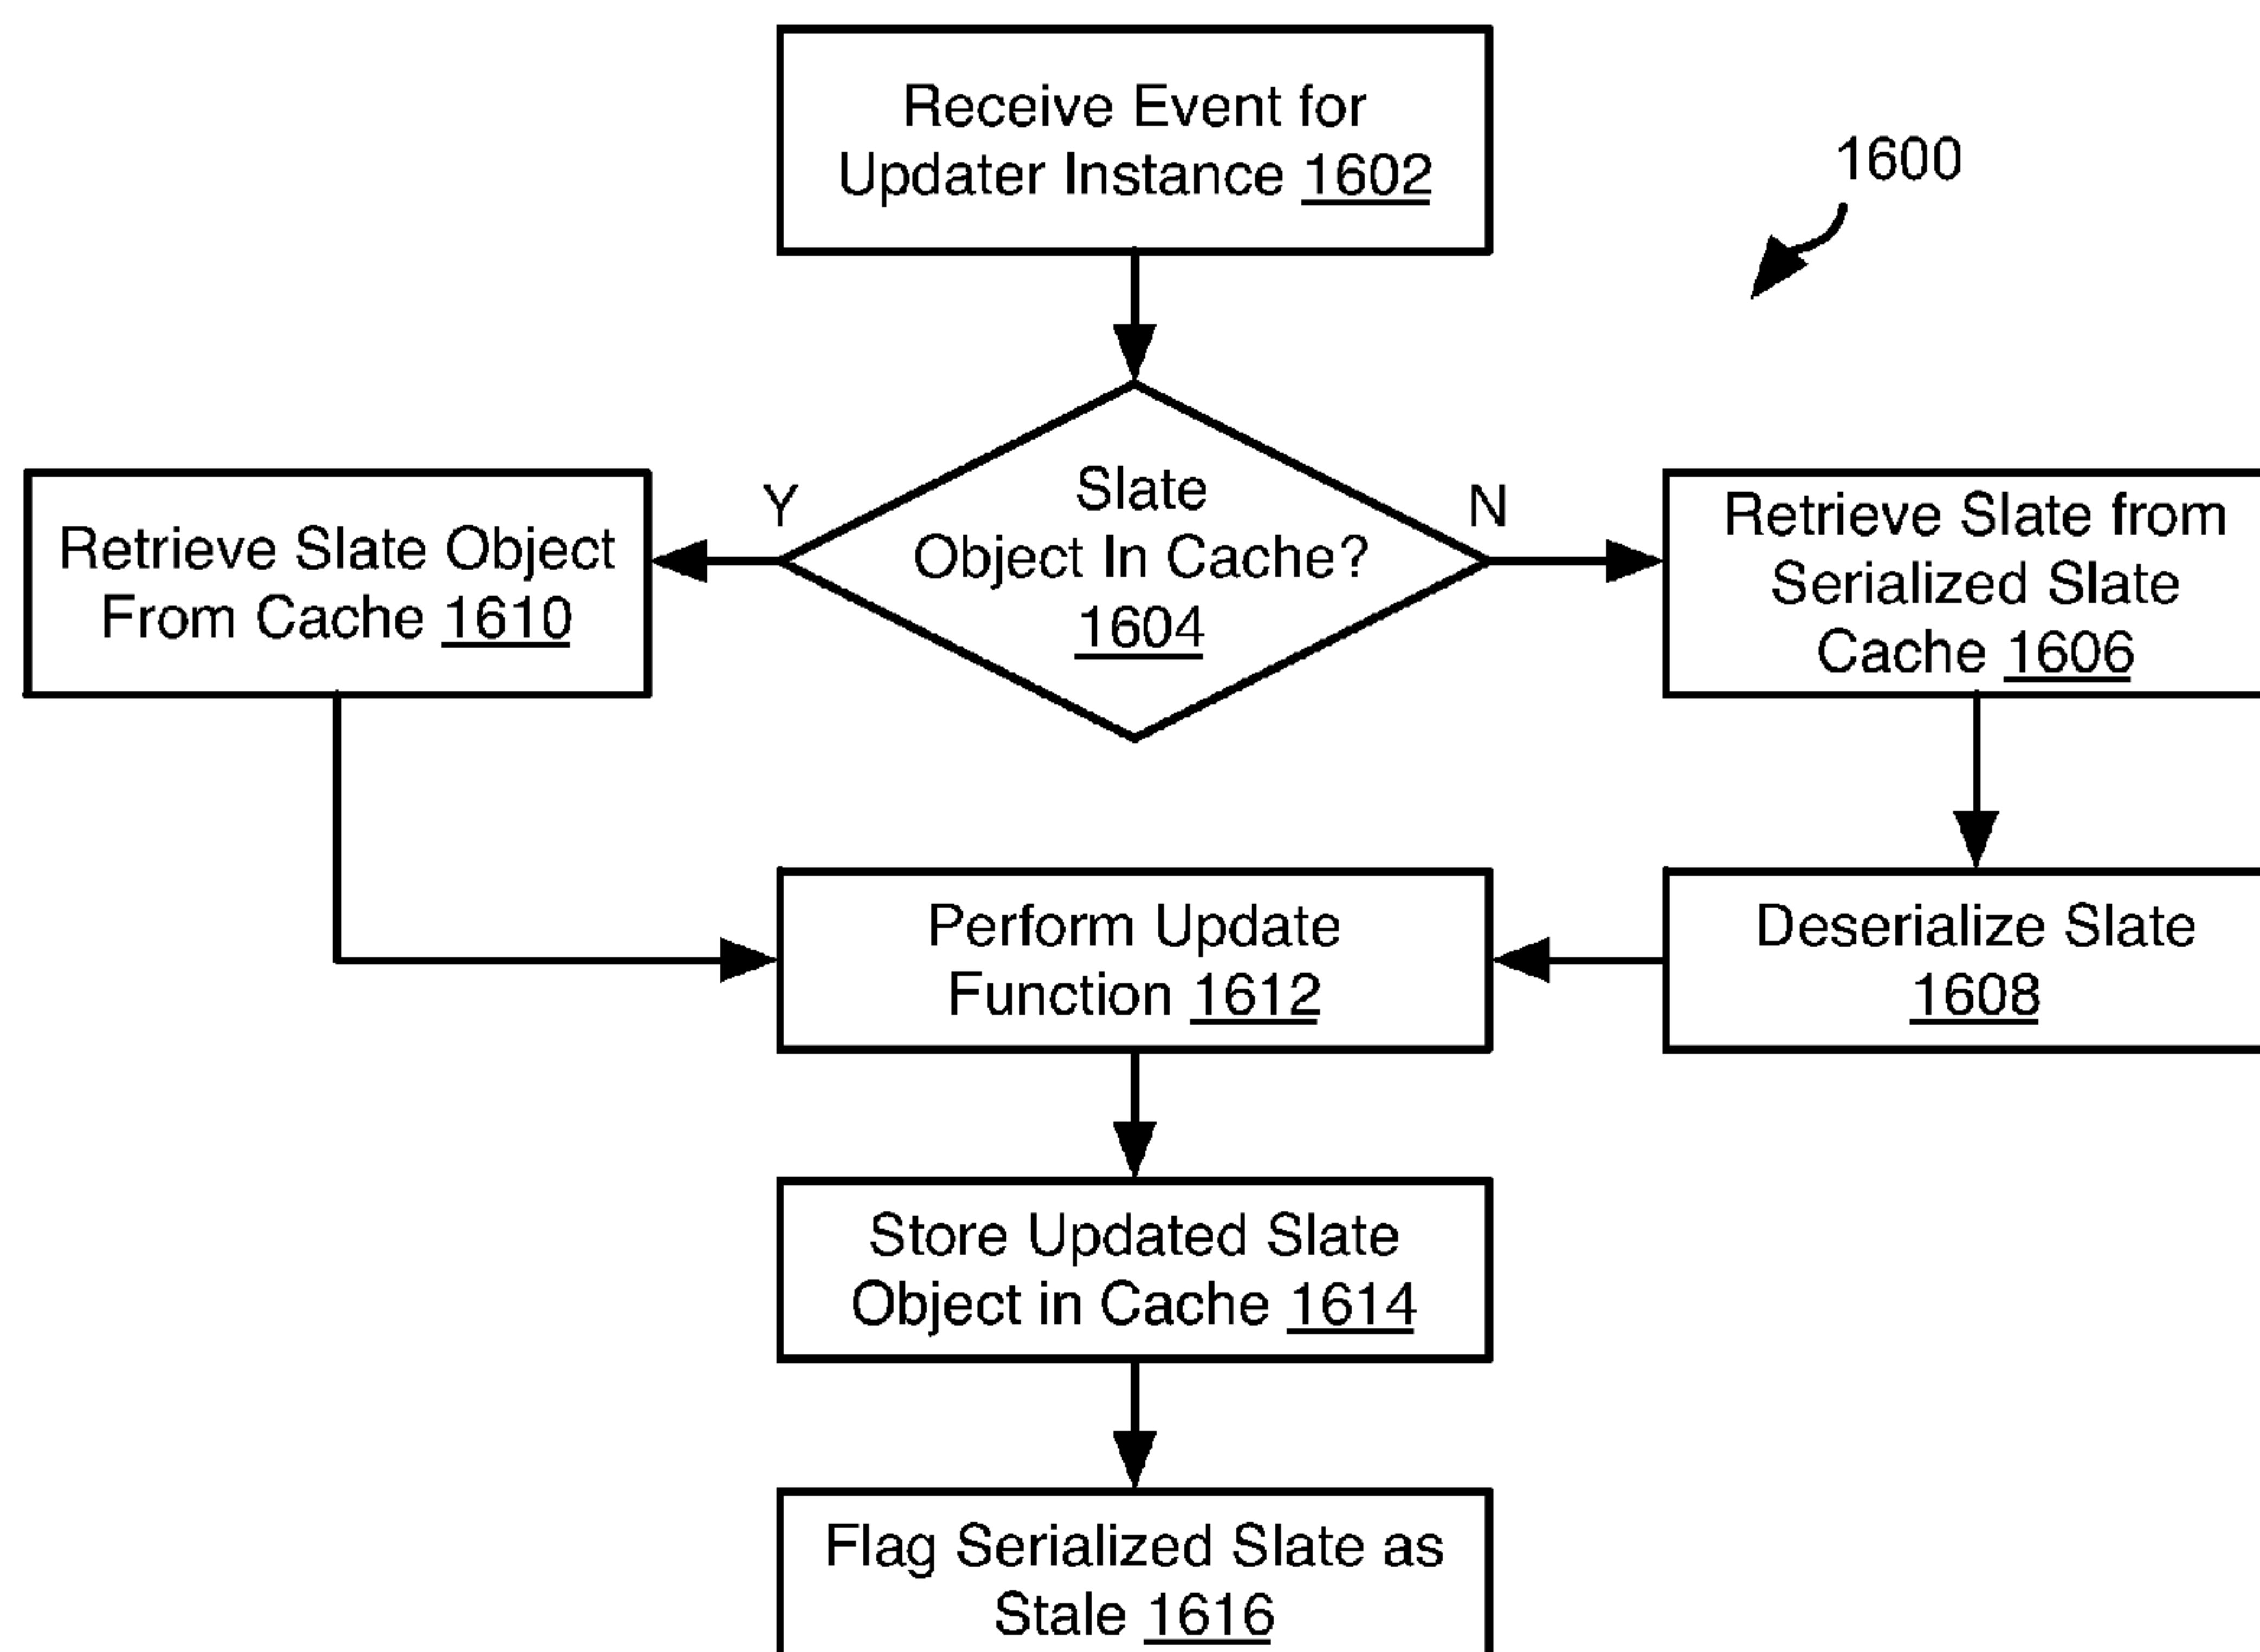 Receive Event for
Updater Instance 1602
1600
Slate
Object In Cache?
1604
Y
N
Retrieve Slate Object
From Cache 1610
Retrieve Slate from
Serialized Slate
Cache 1606
Perform Update
Function 1612
Deserialize Slate
1608
Store Updated Slate
Object in Cache 1614
Flag Serialized Slate as
Stale 1616